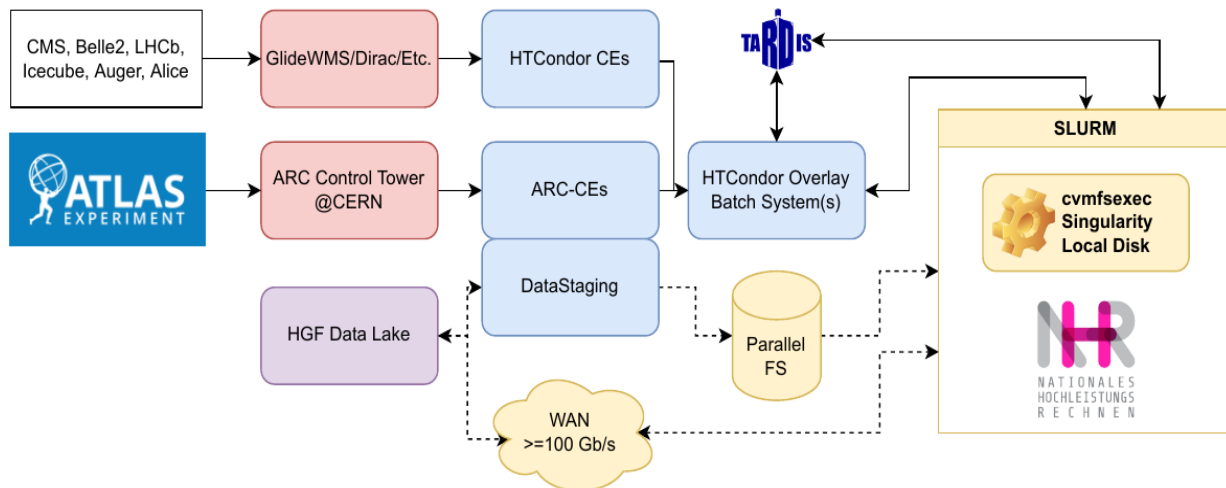 CMS, Belle2, LHCb,
Icecube, Auger, Alice
GlideWMS/Dirac/Etc.
HTCondor CEs
TARDIS
ATLAS
EXPERIMENT
ARC Control Tower
@CERN
ARC-CEs
HTCondor Overlay
Batch System(s)
SLURM
cvmfsexec
Singularity
Local Disk
HGF Data Lake
DataStaging
Parallel
FS
WAN
>=100 Gb/s
NHR
NATIONALES
HOCHLEISTUNGS
RECHNEN